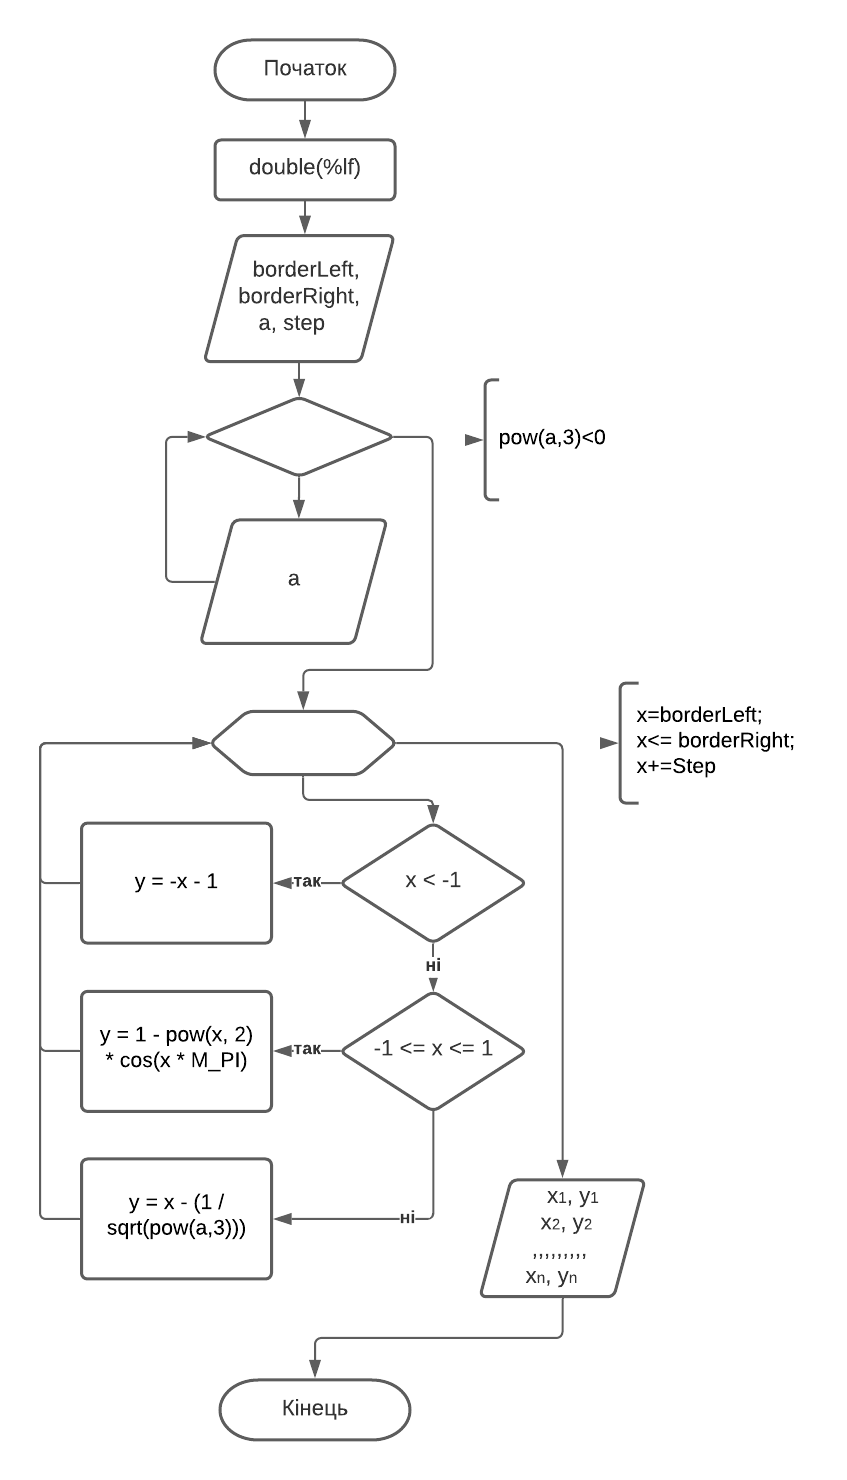 Початок
double(%lf)
borderLeft,
borderRight,
a, step
pow(a,3)<0
a
x=borderLeft;
x<= borderRight;
x+=Step
x < -1
так
y = -x - 1
ні
-1 <= x <= 1
так
y = 1 - pow(x, 2)
* cos(x * M_PI)
ні
y = x - (1 /
sqrt(pow(a,3)))
x1, y1
x2, y2
,,,,,,,,,
xn, yn
Кінець